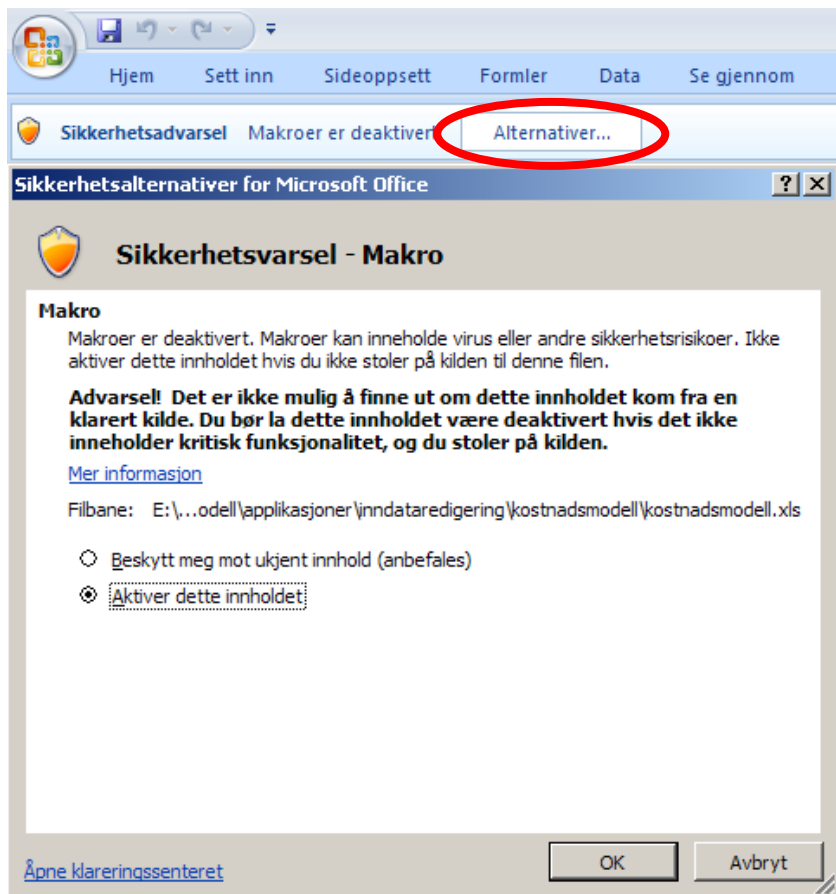 Hjem Sett inn Sideoppsett Formler Data Se gjennom
Sikkerhetsadvarsel Makroer er deaktivert Alternativer...
Sikkerhetsalternativer for Microsoft Office
Sikkerhetsvarsel - Makro
Makro
Makroer er deaktivert. Makroer kan inneholde virus eller andre sikkerhetsrisikoer. Ikke
aktiver dette innholdet hvis du ikke stoler på kilden til denne filen.
Advarsel! Det er ikke mulig å finne ut om dette innholdet kom fra en
klarert kilde. Du bør la dette innholdet være deaktivert hvis det ikke
inneholder kritisk funksjonalitet, og du stoler på kilden.
Mer informasjon
Filbane: E:\...odell\applikasjoner\inndataredigering\kostnadsmodell\kostnadsmodell.xls
Beskytt meg mot ukjent innhold (anbefales)
Aktiver dette innholdet
Åpne klareringssenteret OK Avbryt